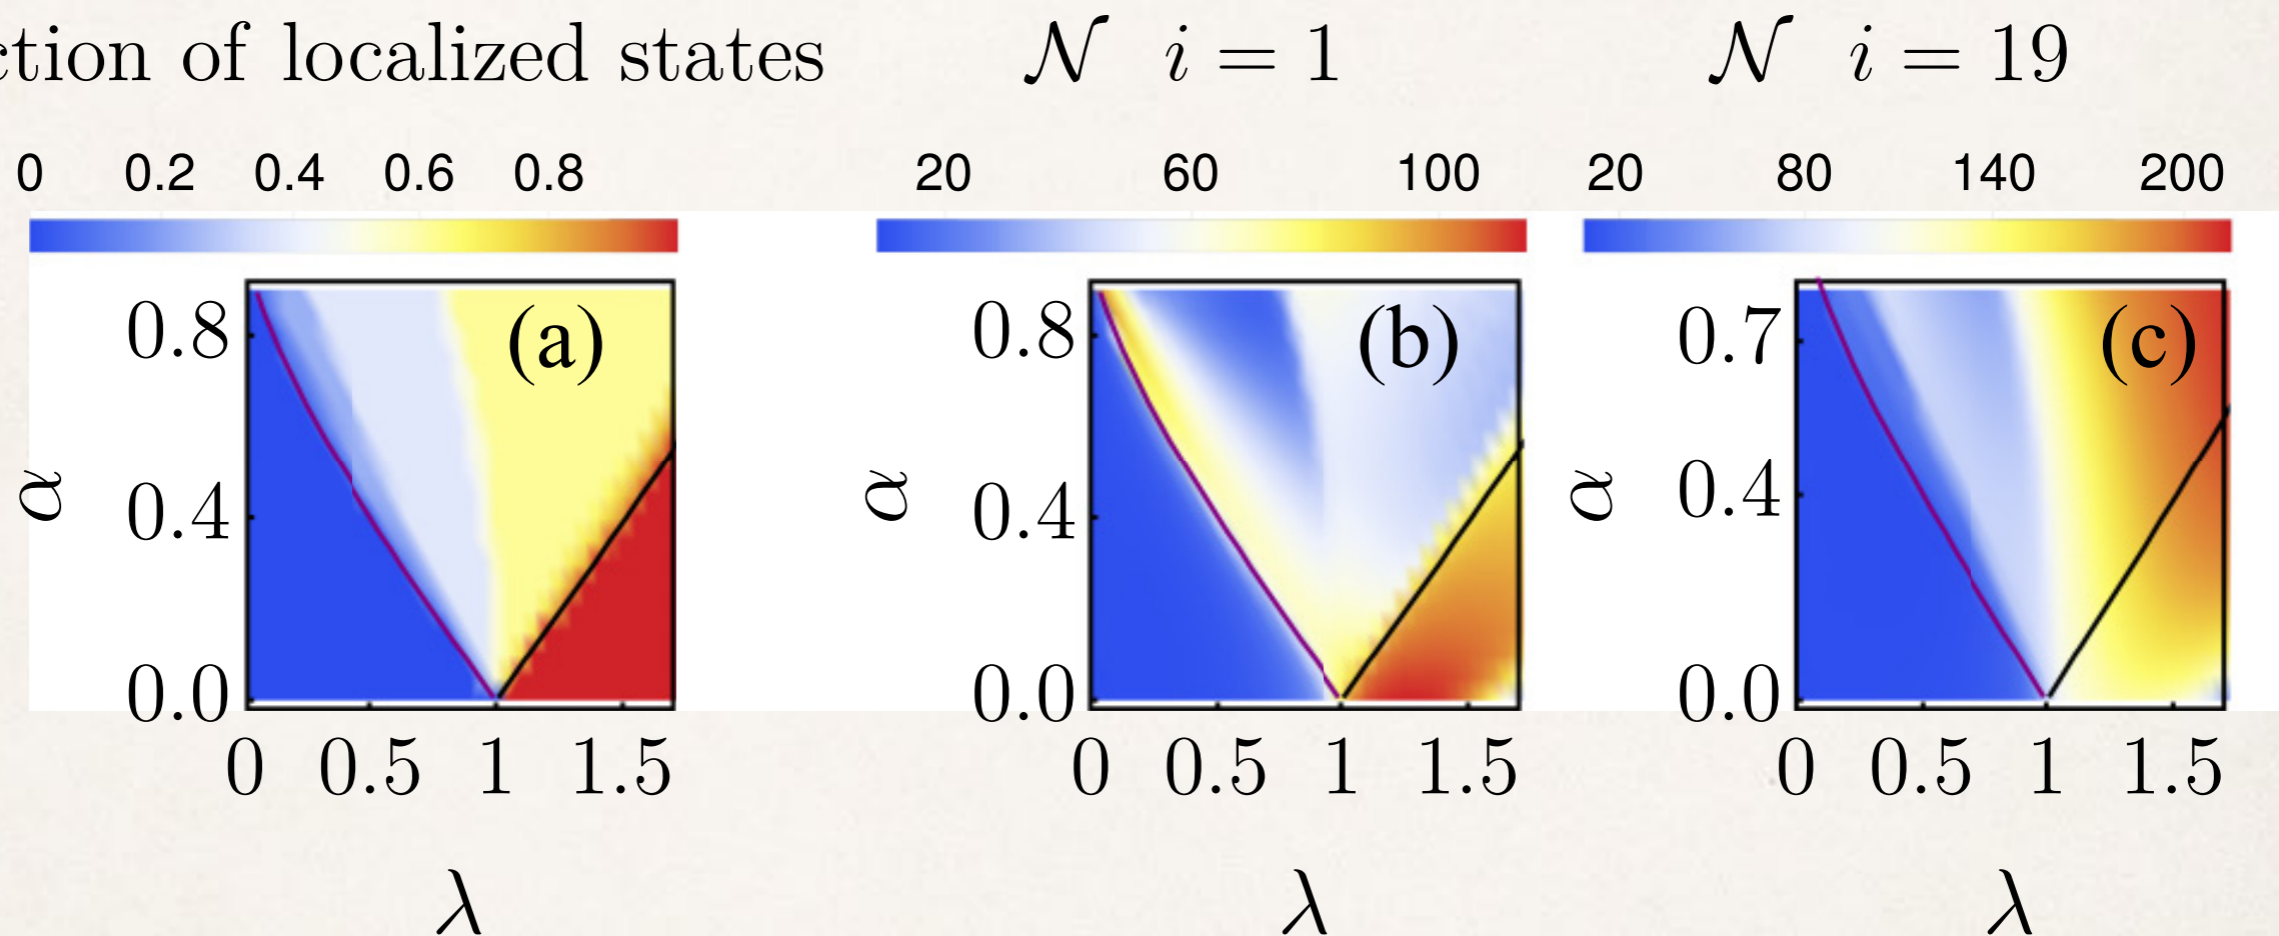 ction of localized states 𝒩 i = 1 𝒩 i = 19
0 0.2 0.4 0.6 0.8 20 60 100 20 80 140 200
(a) (b) (c)
0.8 0.8 0.7
α α α
0.4 0.4 0.4
0.0 0.0 0.0
0 0.5 1 1.5 0 0.5 1 1.5 0 0.5 1 1.5
λ λ λ